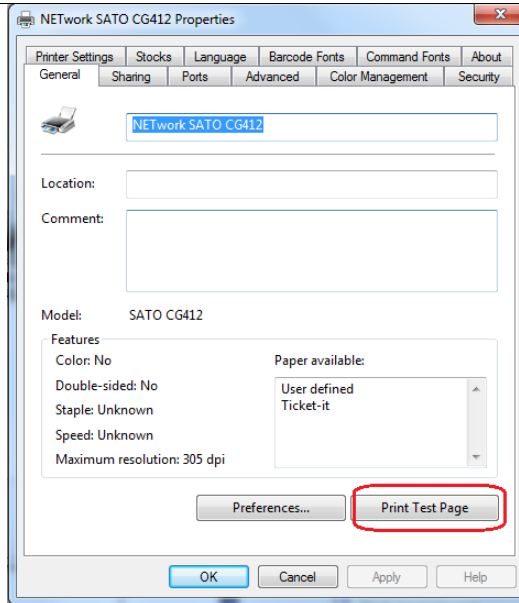 NETwork SATO CG412 Properties
Printer Settings Stocks Language Barcode Fonts Command Fonts About
General Sharing Ports Advanced Color Management Security
NETwork SATO CG412
Location:
Comment:
Model: SATO CG412
Features
Color: No Paper available:
Double-sided: No User defined
Staple: Unknown Ticket-it
Speed: Unknown
Maximum resolution: 305 dpi
Preferences... Print Test Page
OK Cancel Apply Help